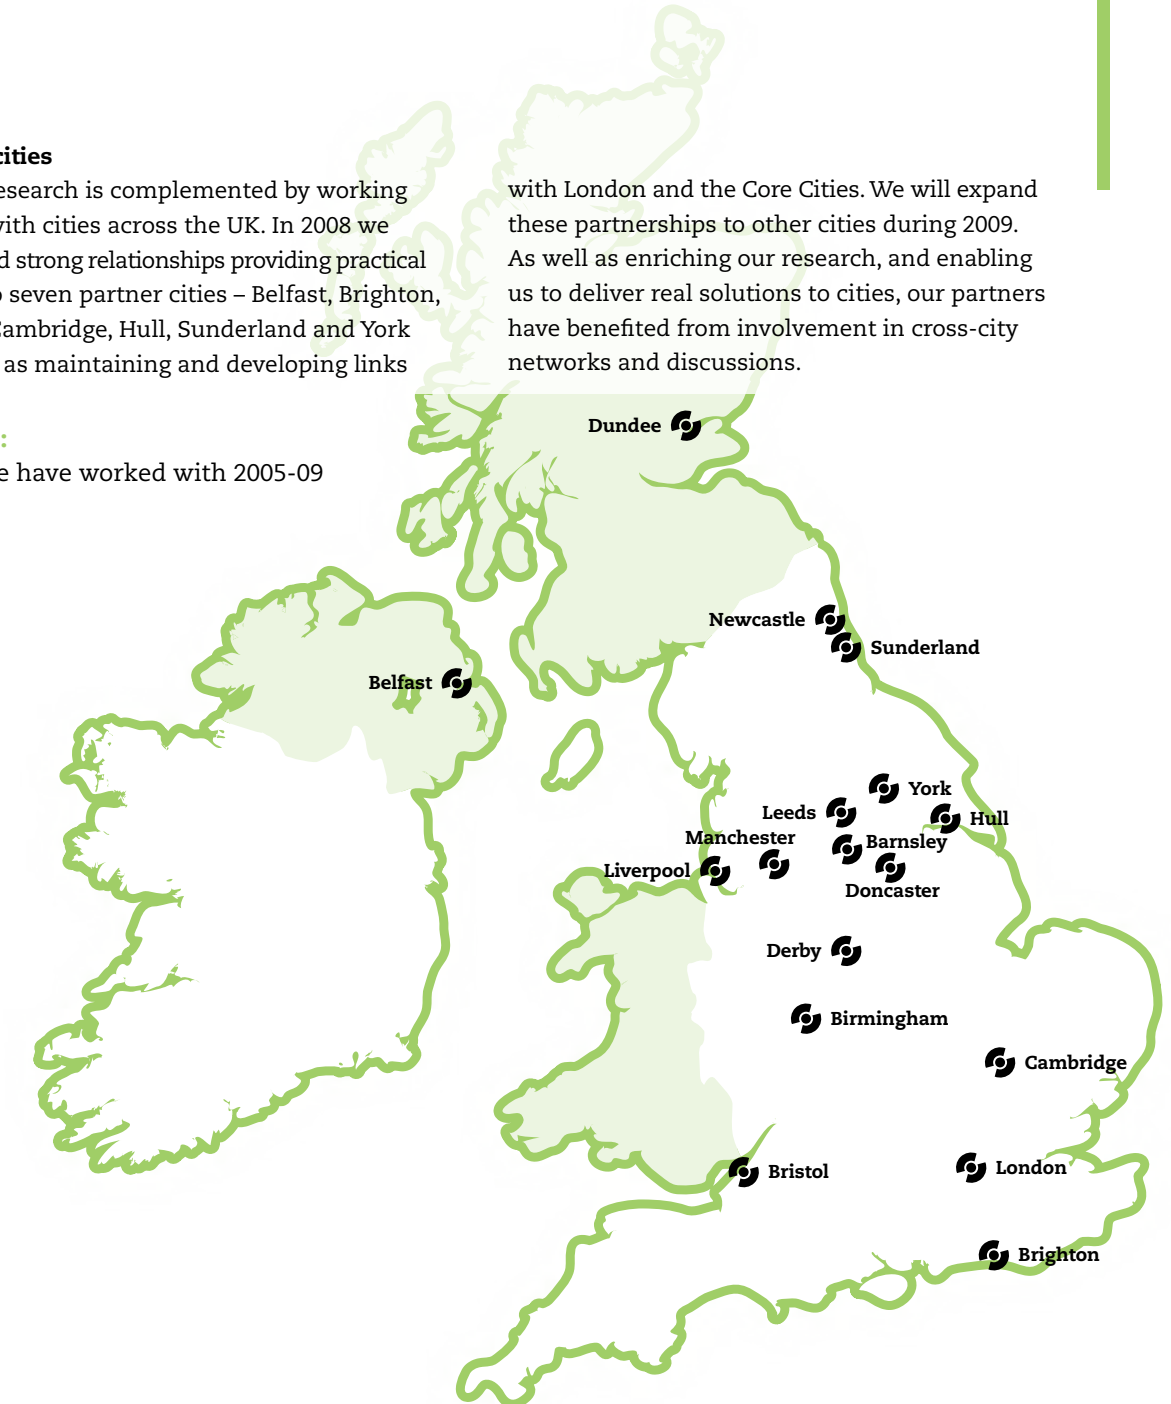 cities
esearch is complemented by working
with cities across the UK. In 2008 we
d strong relationships providing practical
o seven partner cities – Belfast, Brighton,
Cambridge, Hull, Sunderland and York
as maintaining and developing links
with London and the Core Cities. We will expand
these partnerships to other cities during 2009.
As well as enriching our research, and enabling
us to deliver real solutions to cities, our partners
have benefited from involvement in cross-city
networks and discussions.
:
e have worked with 2005-09
Dundee
Newcastle
Sunderland
Belfast
York
Leeds
Hull
Manchester
Barnsley
Liverpool
Doncaster
Derby
Birmingham
Cambridge
London
Bristol
Brighton